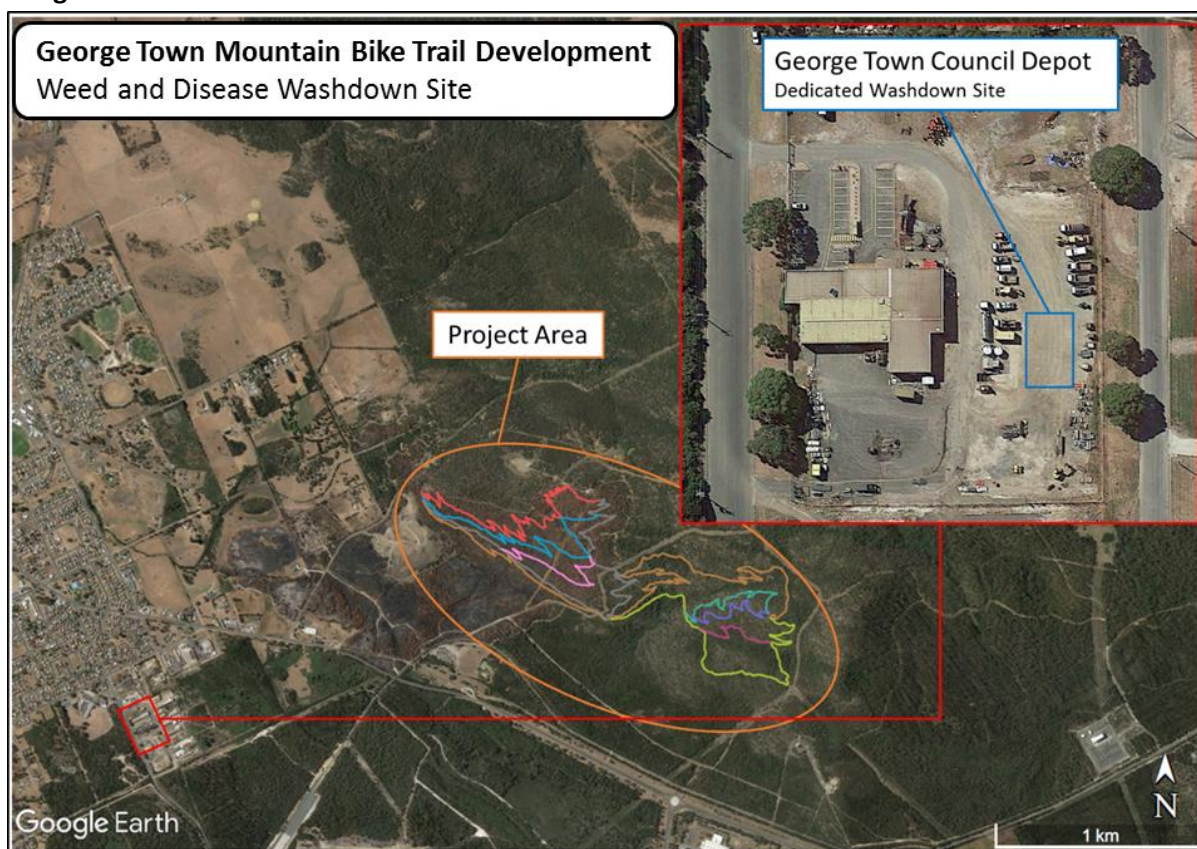 George Town Mountain Bike Trail Development
Weed and Disease Washdown Site
George Town Council Depot
Dedicated Washdown Site
Project Area
Google Earth
N
1 km